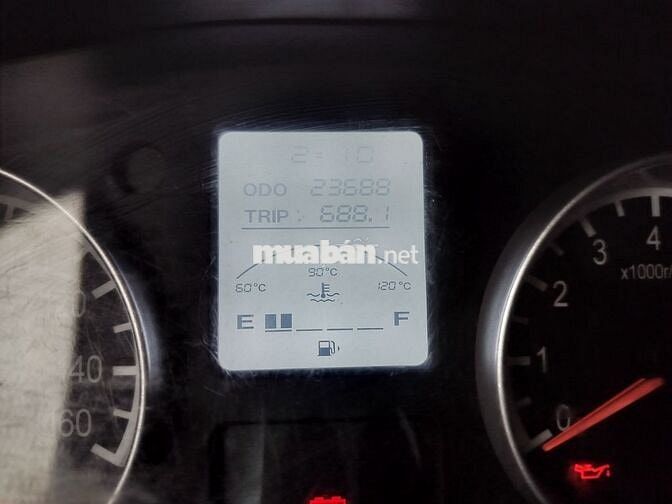 2:10
ODO 23688
TRIP : 688.1
muabán.net
90°C
60°C
120°C
E F
4
3
x1000r/
2
1
0
40
60